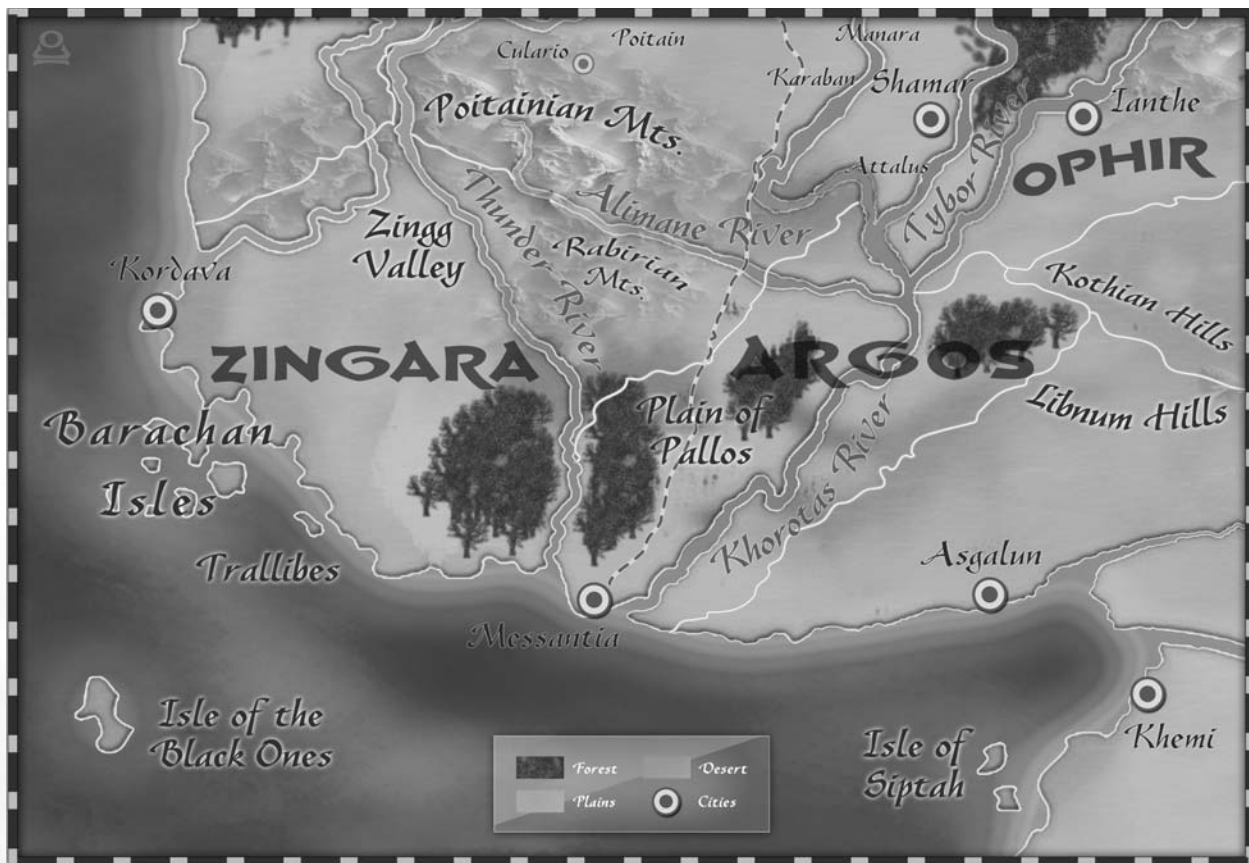 Culario
Poitain
Manara
Karaban
Shamar
Ianthe
Poitainian Mts.
OPHIR
Attalus
Tybor River
Thunder River
Alimane River
Zingg
Valley
Rabirian
Mts.
Kordava
Kothian Hills
ZINGARA
ARGOS
Libnum Hills
Barachan
Isles
Plain of
Pallos
Khorotas River
Trallibes
Asgalun
Messantia
Isle of the
Black Ones
Isle of
Siptah
Khemi
Forest
Desert
Plains
Cities